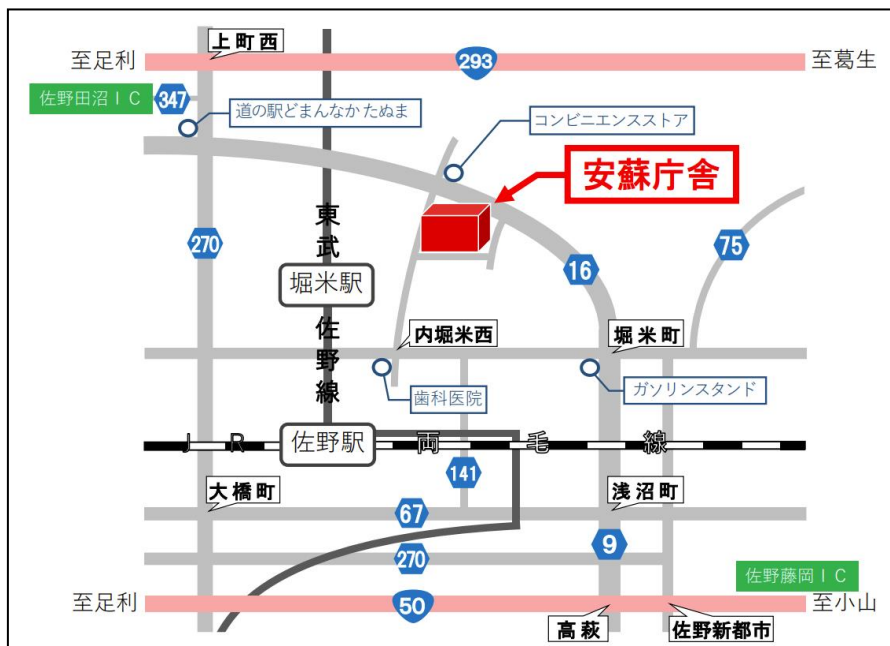 上町西
至足利
293
至葛生
佐野田沼IC
347
道の駅どまんなか たぬま
コンビニエンスストア
安蘇庁舎
東武佐野線
270
75
16
堀米駅
内堀米西
堀米町
歯科医院
ガソリンスタンド
JR両毛線
佐野駅
141
大橋町
浅沼町
67
9
270
佐野藤岡IC
至足利
50
至小山
高萩
佐野新都市